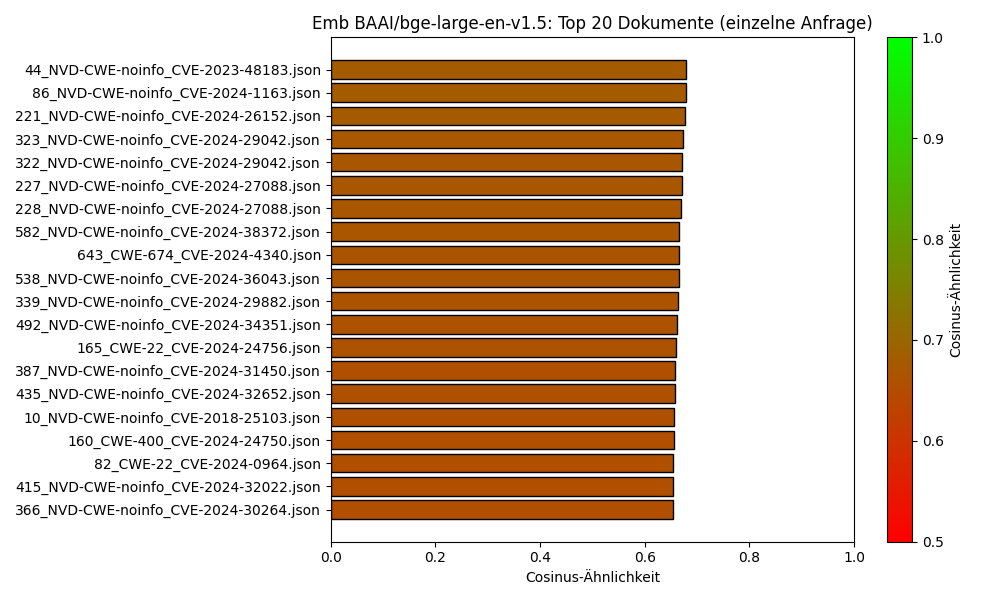 Emb BAAI/bge-large-en-v1.5: Top 20 Dokumente (einzelne Anfrage)
44_NVD-CWE-noinfo_CVE-2023-48183.json
86_NVD-CWE-noinfo_CVE-2024-1163.json
221_NVD-CWE-noinfo_CVE-2024-26152.json
323_NVD-CWE-noinfo_CVE-2024-29042.json
322_NVD-CWE-noinfo_CVE-2024-29042.json
227_NVD-CWE-noinfo_CVE-2024-27088.json
228_NVD-CWE-noinfo_CVE-2024-27088.json
582_NVD-CWE-noinfo_CVE-2024-38372.json
643_CWE-674_CVE-2024-4340.json
538_NVD-CWE-noinfo_CVE-2024-36043.json
339_NVD-CWE-noinfo_CVE-2024-29882.json
492_NVD-CWE-noinfo_CVE-2024-34351.json
165_CWE-22_CVE-2024-24756.json
387_NVD-CWE-noinfo_CVE-2024-31450.json
435_NVD-CWE-noinfo_CVE-2024-32652.json
10_NVD-CWE-noinfo_CVE-2018-25103.json
160_CWE-400_CVE-2024-24750.json
82_CWE-22_CVE-2024-0964.json
415_NVD-CWE-noinfo_CVE-2024-32022.json
366_NVD-CWE-noinfo_CVE-2024-30264.json
0.0 0.2 0.4 0.6 0.8 1.0
Cosinus-Ähnlichkeit
1.0
0.9
0.8
0.7
0.6
0.5
Cosinus-Ähnlichkeit